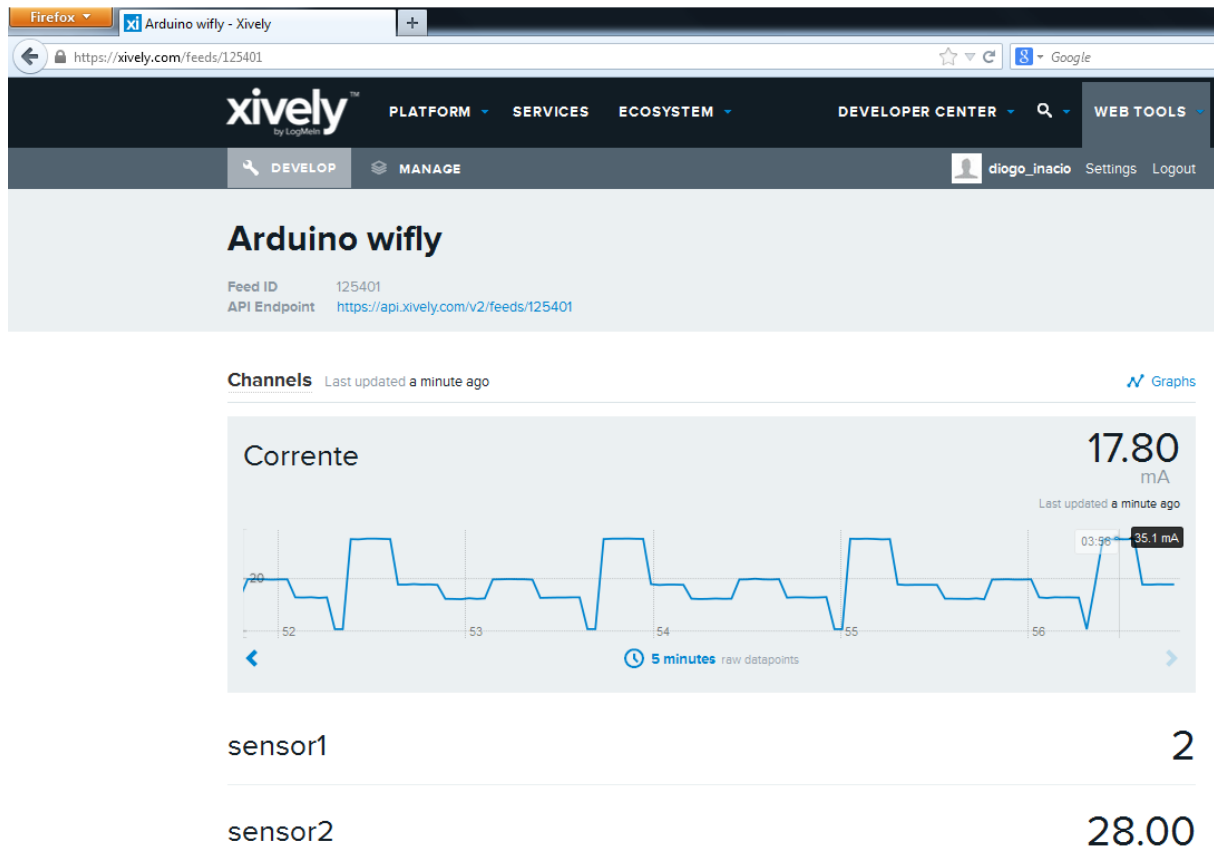 Firefox
Arduino wifly - Xively
https://xively.com/feeds/125401
Google
xively™ by LogMeIn
PLATFORM SERVICES ECOSYSTEM DEVELOPER CENTER WEB TOOLS
DEVELOP MANAGE diogo_inacio Settings Logout
Arduino wifly
Feed ID 125401
API Endpoint https://api.xively.com/v2/feeds/125401
Channels Last updated a minute ago Graphs
Corrente 17.80
mA
Last updated a minute ago
03:56 35.1 mA
20
52 53 54 55 56
5 minutes raw datapoints
sensor1 2
sensor2 28.00